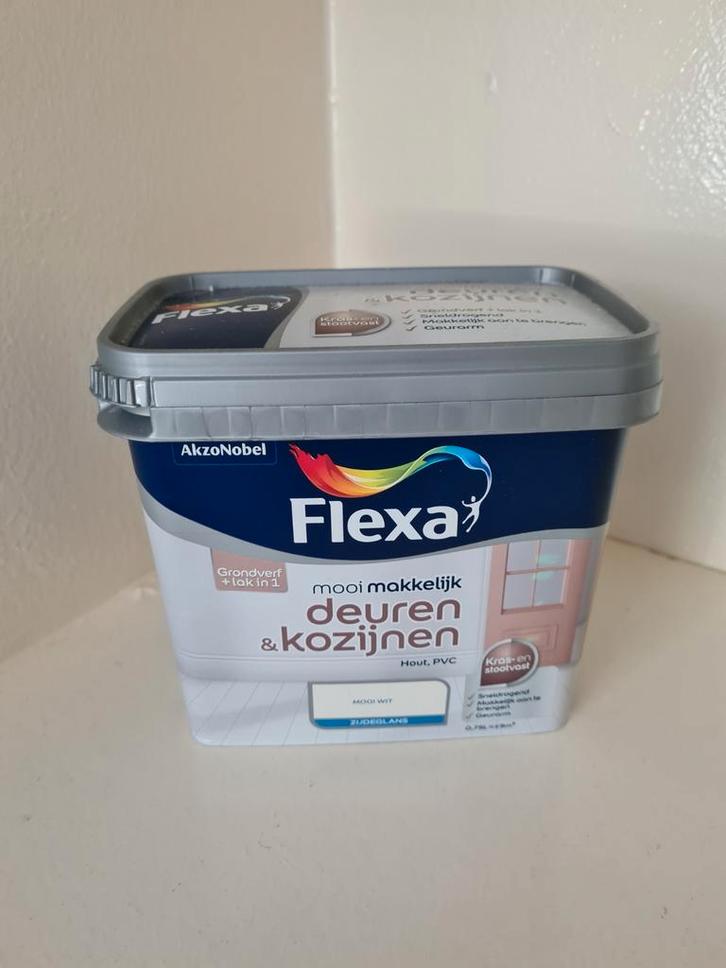 Flexa
deuren
& kozijnen
Kras- en
stootvast
✓ Grondverf + lak in 1
✓ Sneldrogend
✓ Makkelijk aan te brengen
✓ Geurarm
AkzoNobel
Flexa
Grondverf
+ lak in 1
mooi makkelijk
deuren
& kozijnen
Hout, PVC
Kras- en
stootvast
MOOI WIT
ZIJDEGLANS
✓ Sneldrogend
✓ Makkelijk aan te
brengen
✓ Geurarm
0,75L